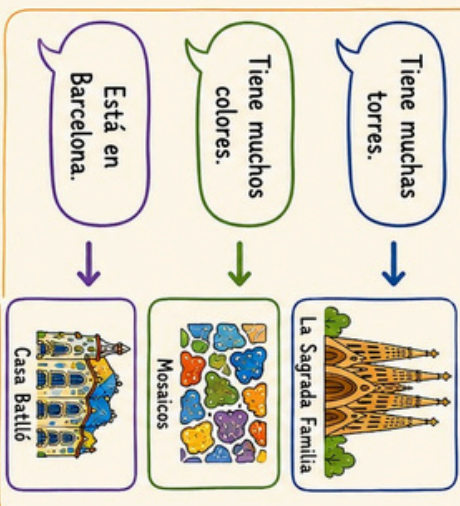 Tiene muchas
torres.
La Sagrada Familia
Tiene muchos
colores.
Mosaicos
Está en
Barcelona.
Casa Batlló